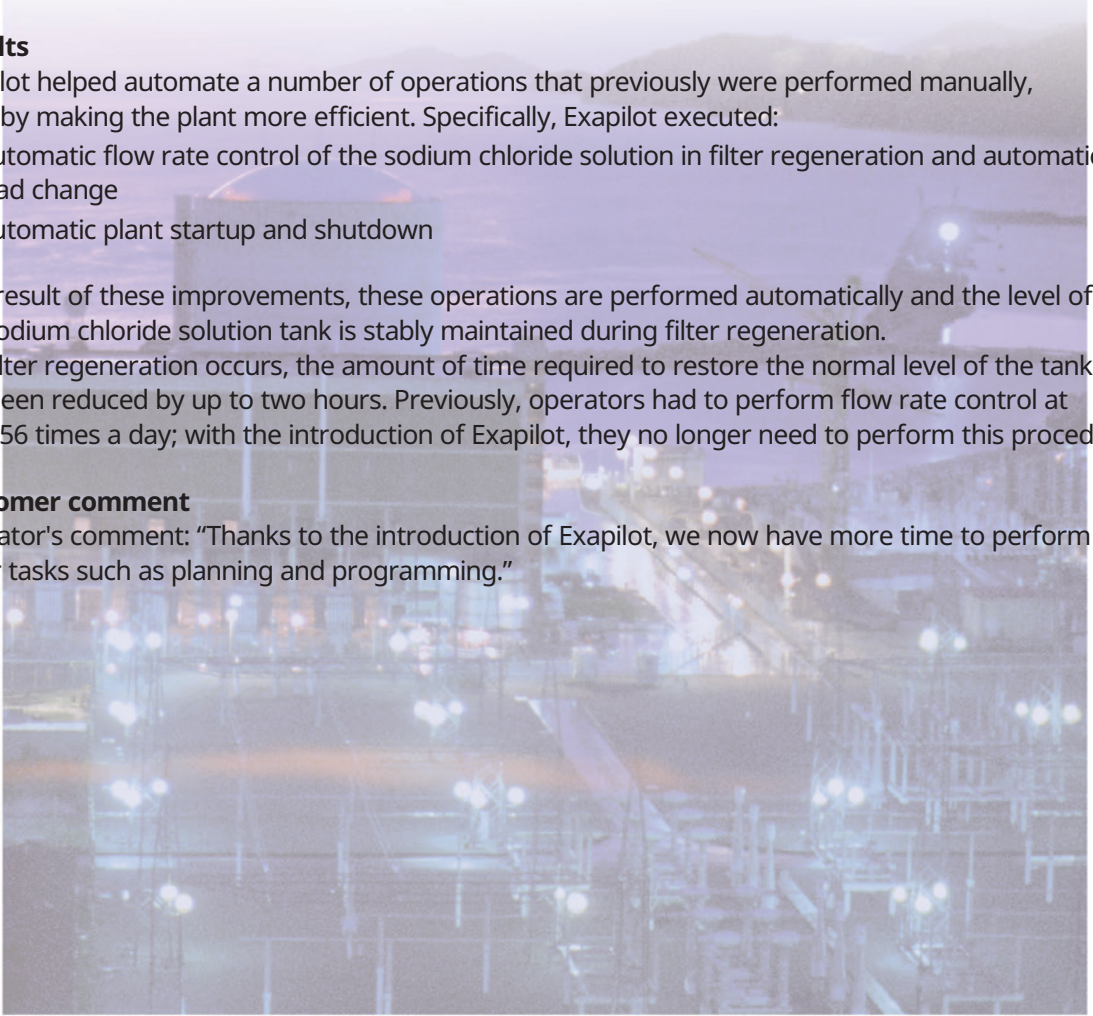 lts
lot helped automate a number of operations that previously were performed manually,
by making the plant more efficient. Specifically, Exapilot executed:
utomatic flow rate control of the sodium chloride solution in filter regeneration and automatic
ad change
utomatic plant startup and shutdown
result of these improvements, these operations are performed automatically and the level of
odium chloride solution tank is stably maintained during filter regeneration.
lter regeneration occurs, the amount of time required to restore the normal level of the tank
een reduced by up to two hours. Previously, operators had to perform flow rate control at
56 times a day; with the introduction of Exapilot, they no longer need to perform this proced
omer comment
ator's comment: “Thanks to the introduction of Exapilot, we now have more time to perform
r tasks such as planning and programming.”